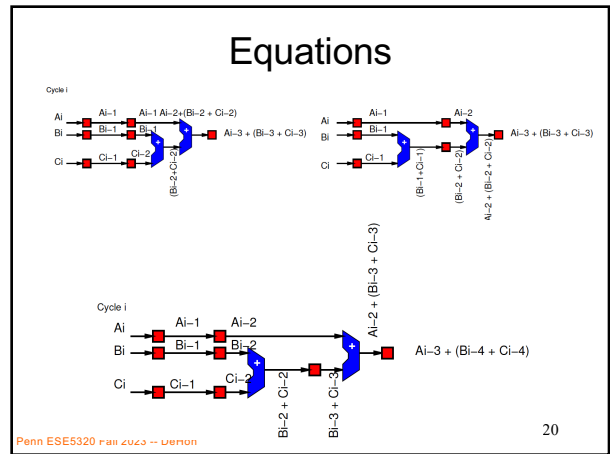 Equations
Cycle i
Ai Ai−1 Ai−1 Ai−2+(Bi−2 + Ci−2)
Bi Bi−1 Bi−1
+
+
Ai−3 + (Bi−3 + Ci−3)
Ci Ci−1 Ci−2
(Bi−2+Ci−2)
Ai Ai−1 Ai−2
Bi Bi−1
+
+
Ai−3 + (Bi−3 + Ci−3)
Ci Ci−1
(Bi−1+Ci−1)
(Bi−2 + Ci−2)
Ai−2 + (Bi−2 + Ci−2)
Cycle i
Ai Ai−1 Ai−2
Bi Bi−1 Bi−2
+
+
Ai−2 + (Bi−3 + Ci−3)
Ai−3 + (Bi−4 + Ci−4)
Ci Ci−1 Ci−2
Bi−2 + Ci−2
Bi−3 + Ci−3
Penn ESE5320 Fall 2023 -- DeHon
20